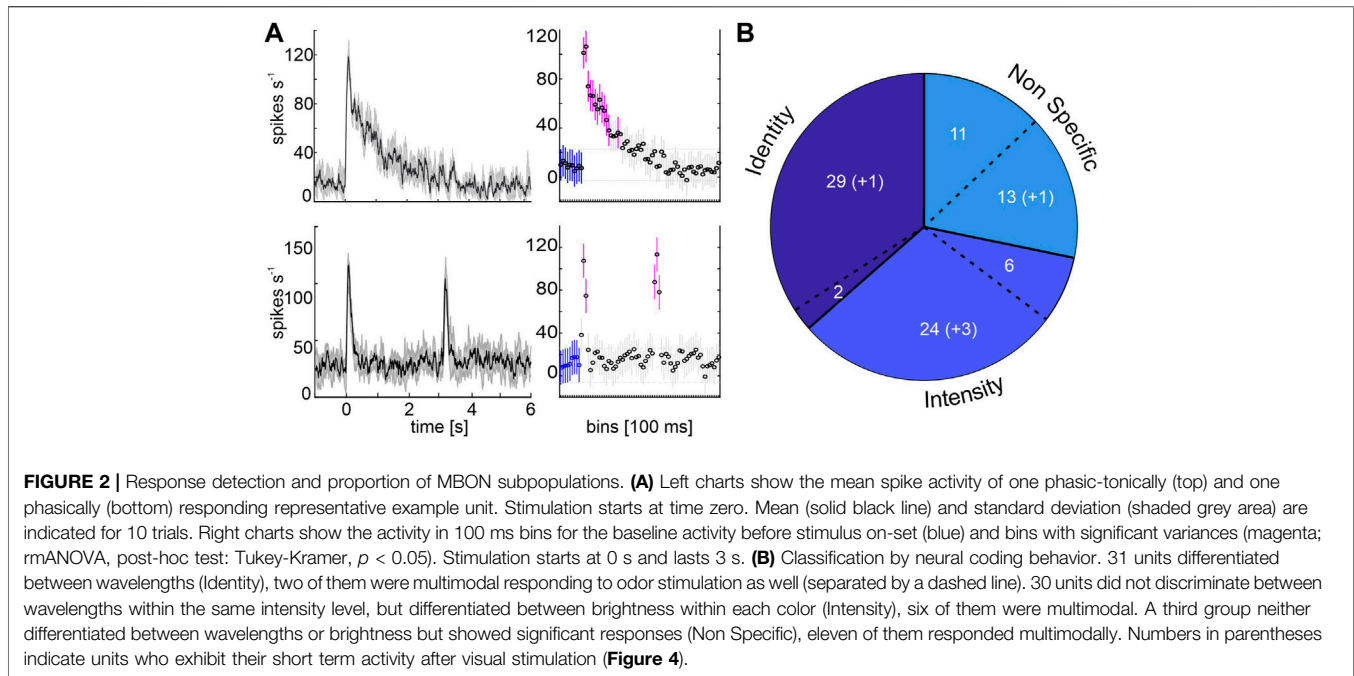 A
B
120
80
40
0
spikes s⁻¹
120
80
40
0
150
100
50
0
spikes s⁻¹
0
2
4
6
time [s]
120
80
40
0
bins [100 ms]
Identity
Non Specific
Intensity
11
13 (+1)
6
24 (+3)
2
29 (+1)
FIGURE 2 | Response detection and proportion of MBON subpopulations. (A) Left charts show the mean spike activity of one phasic-tonically (top) and one
phasically (bottom) responding representative example unit. Stimulation starts at time zero. Mean (solid black line) and standard deviation (shaded grey area) are
indicated for 10 trials. Right charts show the activity in 100 ms bins for the baseline activity before stimulus on-set (blue) and bins with significant variances (magenta;
rmANOVA, post-hoc test: Tukey-Kramer, p < 0.05). Stimulation starts at 0 s and lasts 3 s. (B) Classification by neural coding behavior. 31 units differentiated
between wavelengths (Identity), two of them were multimodal responding to odor stimulation as well (separated by a dashed line). 30 units did not discriminate between
wavelengths within the same intensity level, but differentiated between brightness within each color (Intensity), six of them were multimodal. A third group neither
differentiated between wavelengths or brightness but showed significant responses (Non Specific), eleven of them responded multimodally. Numbers in parentheses
indicate units who exhibit their short term activity after visual stimulation (Figure 4).